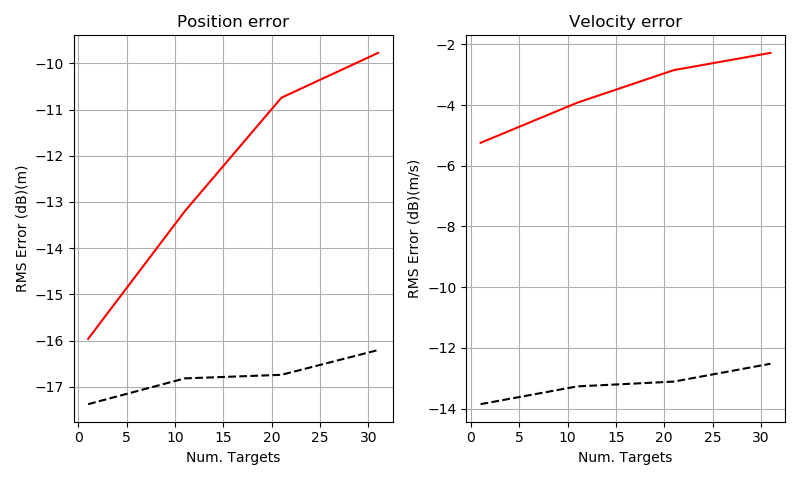 Position error
Velocity error
RMS Error (dB)(m)
−10
−11
−12
−13
−14
−15
−16
−17
0 5 10 15 20 25 30
Num. Targets
RMS Error (dB)(m/s)
−2
−4
−6
−8
−10
−12
−14
0 5 10 15 20 25 30
Num. Targets